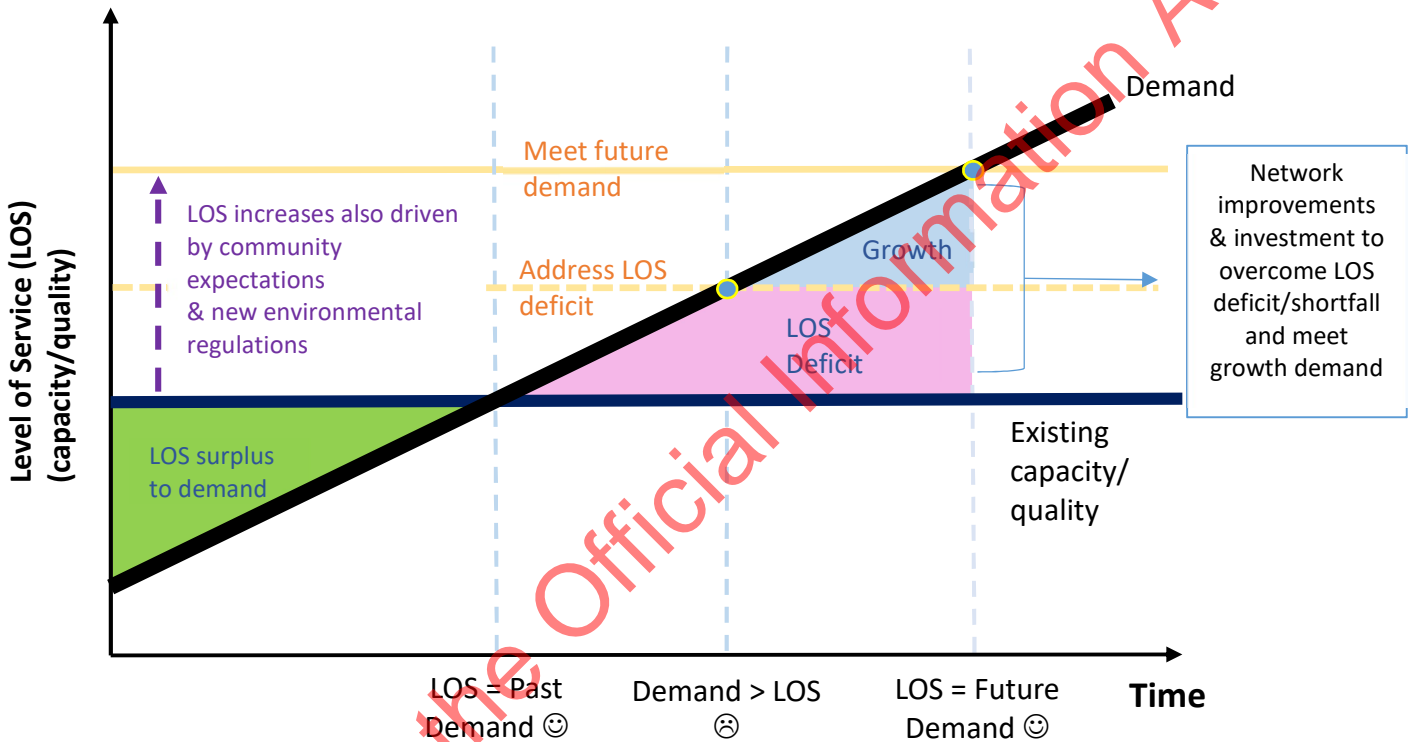 Level of Service (LOS)
(capacity/quality)
Demand
Meet future
demand
LOS increases also driven
by community
expectations
& new environmental
regulations
Address LOS
deficit
Growth
LOS
Deficit
LOS surplus
to demand
Existing
capacity/
quality
Network
improvements
& investment to
overcome LOS
deficit/shortfall
and meet
growth demand
LOS = Past
Demand ☺
Demand > LOS
☹
LOS = Future
Demand ☺
Time
the Official Information A